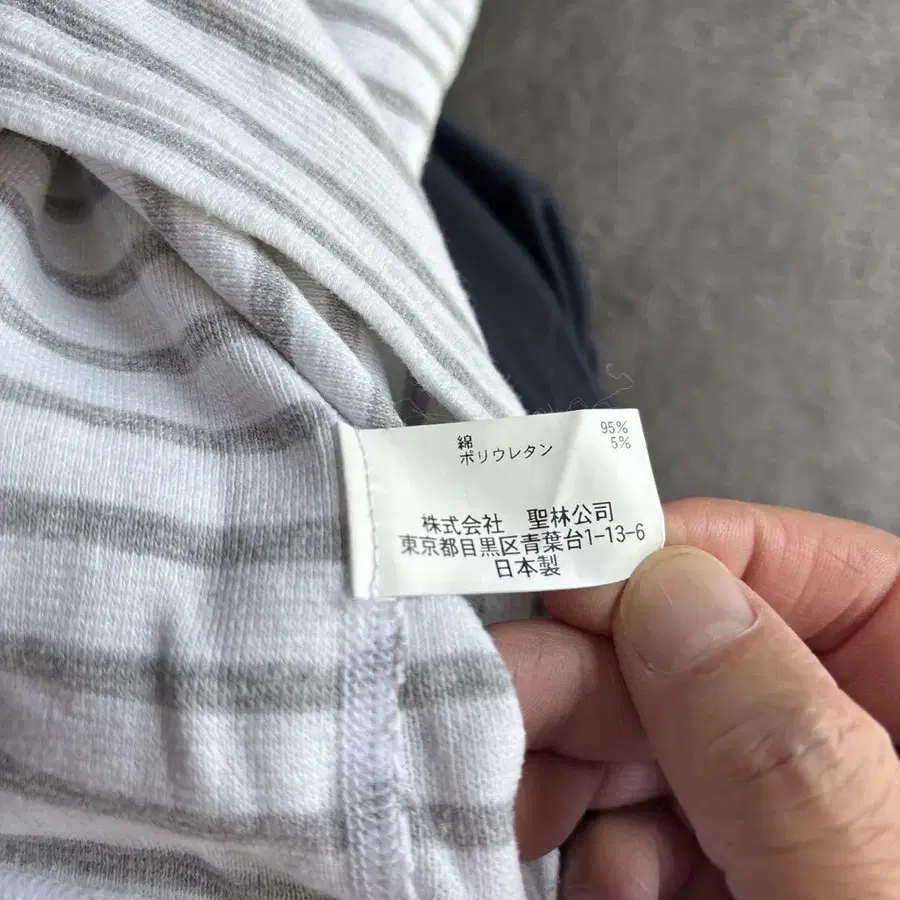 綿 95%
ポリウレタン 5%
株式会社 聖林公司
東京都目黒区青葉台1-13-6
日本製